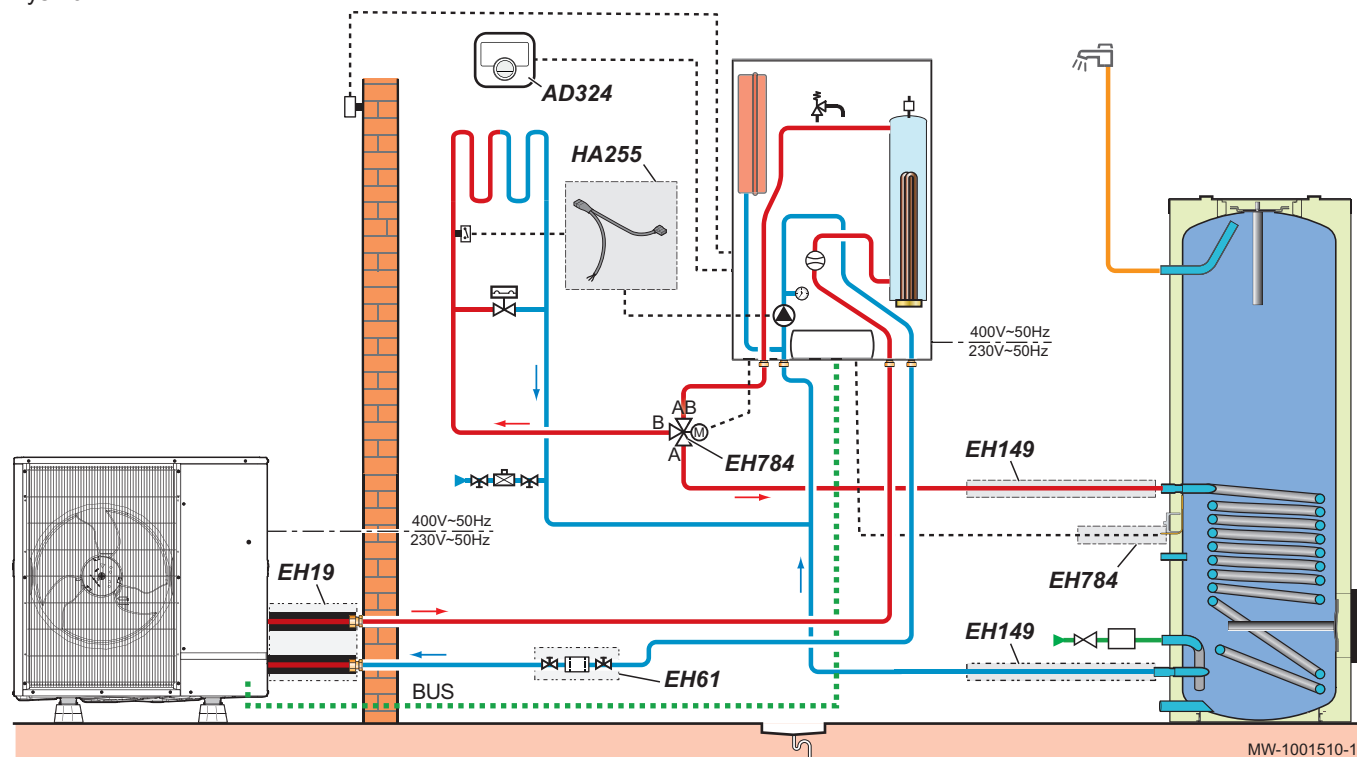 AD324
HA255
400V~50Hz
230V~50Hz
AB
B
M
A
EH784
EH149
400V~50Hz
230V~50Hz
EH784
EH19
EH149
EH61
BUS
MW-1001510-1